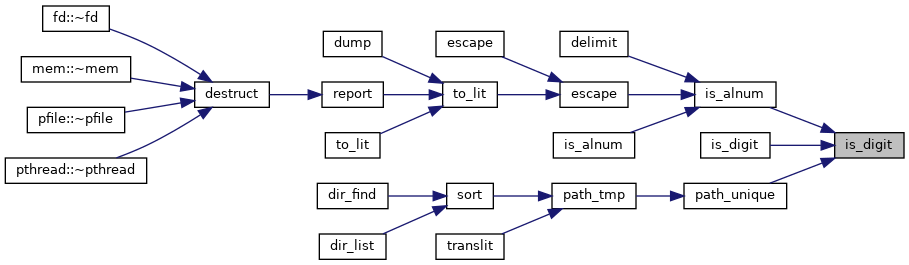 fd::~fd
mem::~mem
pfile::~pfile
pthread::~pthread
destruct
dump
report
to_lit
dir_find
dir_list
escape
to_lit
sort
translit
delimit
escape
is_alnum
path_tmp
is_alnum
is_digit
path_unique
is_digit